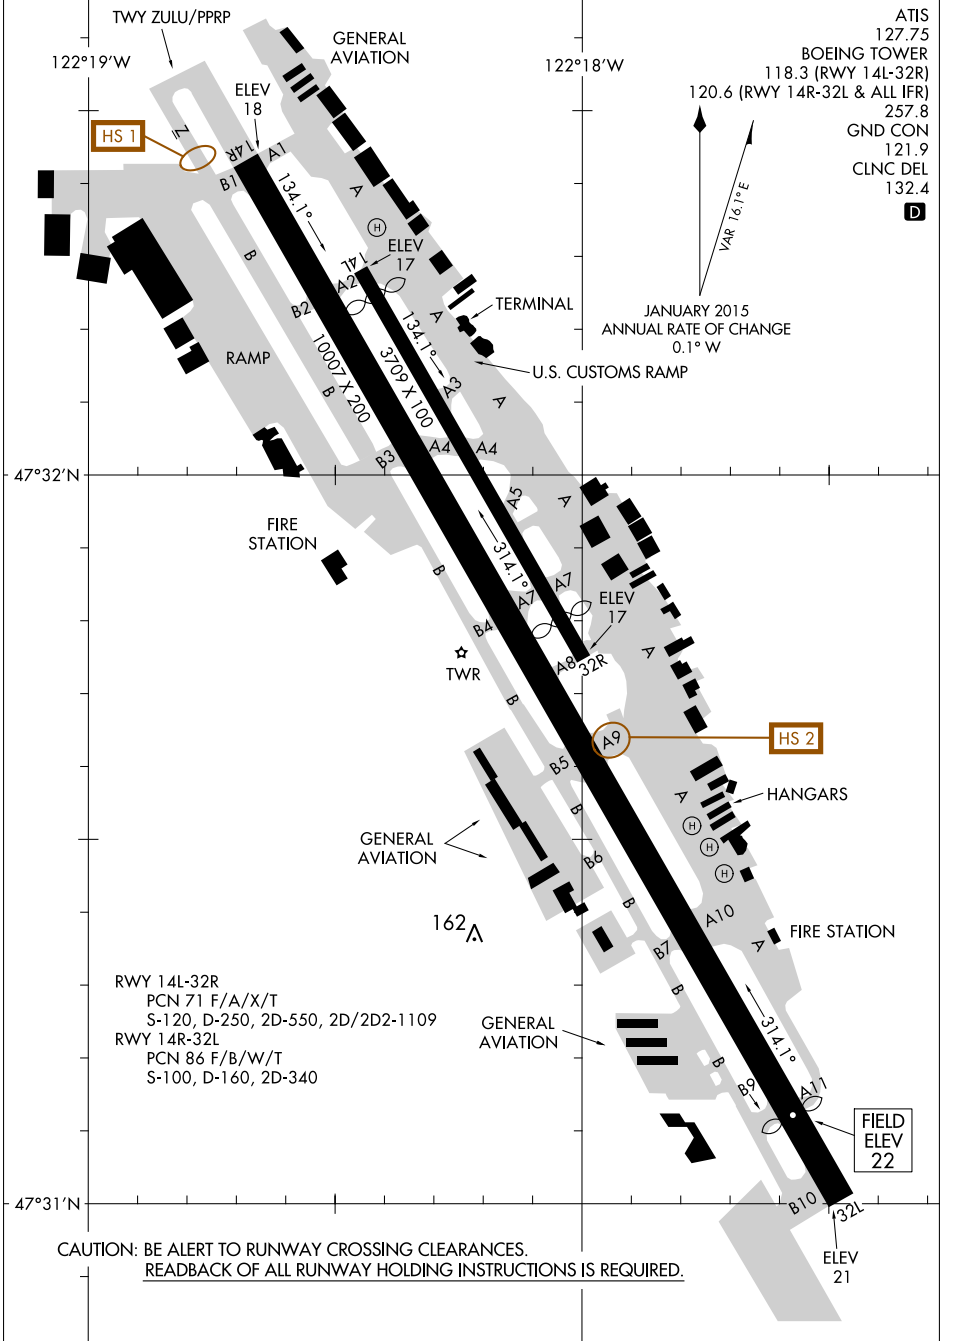 TWY ZULU/PPRP
122°19'W
GENERAL
AVIATION
122°18'
ATIS
127.75
BOEING TOWER
118.3 (RWY 14L-32R)
120.6 (RWY 14R-32L & ALL IFR)
257.8
GND CON
121.9
CLNC DEL
132.4
D
ELEV
18
HS 1
Z
14R
A1
B1
134.1°
A
H
VAR 16.1° E
B
14L
ELEV
17
A2
B2
TERMINAL
JANUARY 2015
ANNUAL RATE OF CHANGE
0.1° W
A
134.1°
RAMP
10007 X 200
3709 X 100
U.S. CUSTOMS RAMP
B
A3
A
B3
A4
A4
47°32'N
A5
A
FIRE
STATION
314.1°
B
A7
A7
ELEV
17
B4
TWR
A8
32R
A
B
A9
HS 2
B5
A
HANGARS
B
GENERAL
AVIATION
H
H
H
B6
B
A10
162
FIRE STATION
B7
A
RWY 14L-32R
PCN 71 F/A/X/T
S-120, D-250, 2D-550, 2D/2D2-1109
RWY 14R-32L
PCN 86 F/B/W/T
S-100, D-160, 2D-340
B
GENERAL
AVIATION
314.1°
B
B9
A11
FIELD
ELEV
22
47°31'N
B10
32L
ELEV
21
CAUTION: BE ALERT TO RUNWAY CROSSING CLEARANCES.
READBACK OF ALL RUNWAY HOLDING INSTRUCTIONS IS REQUIRED.